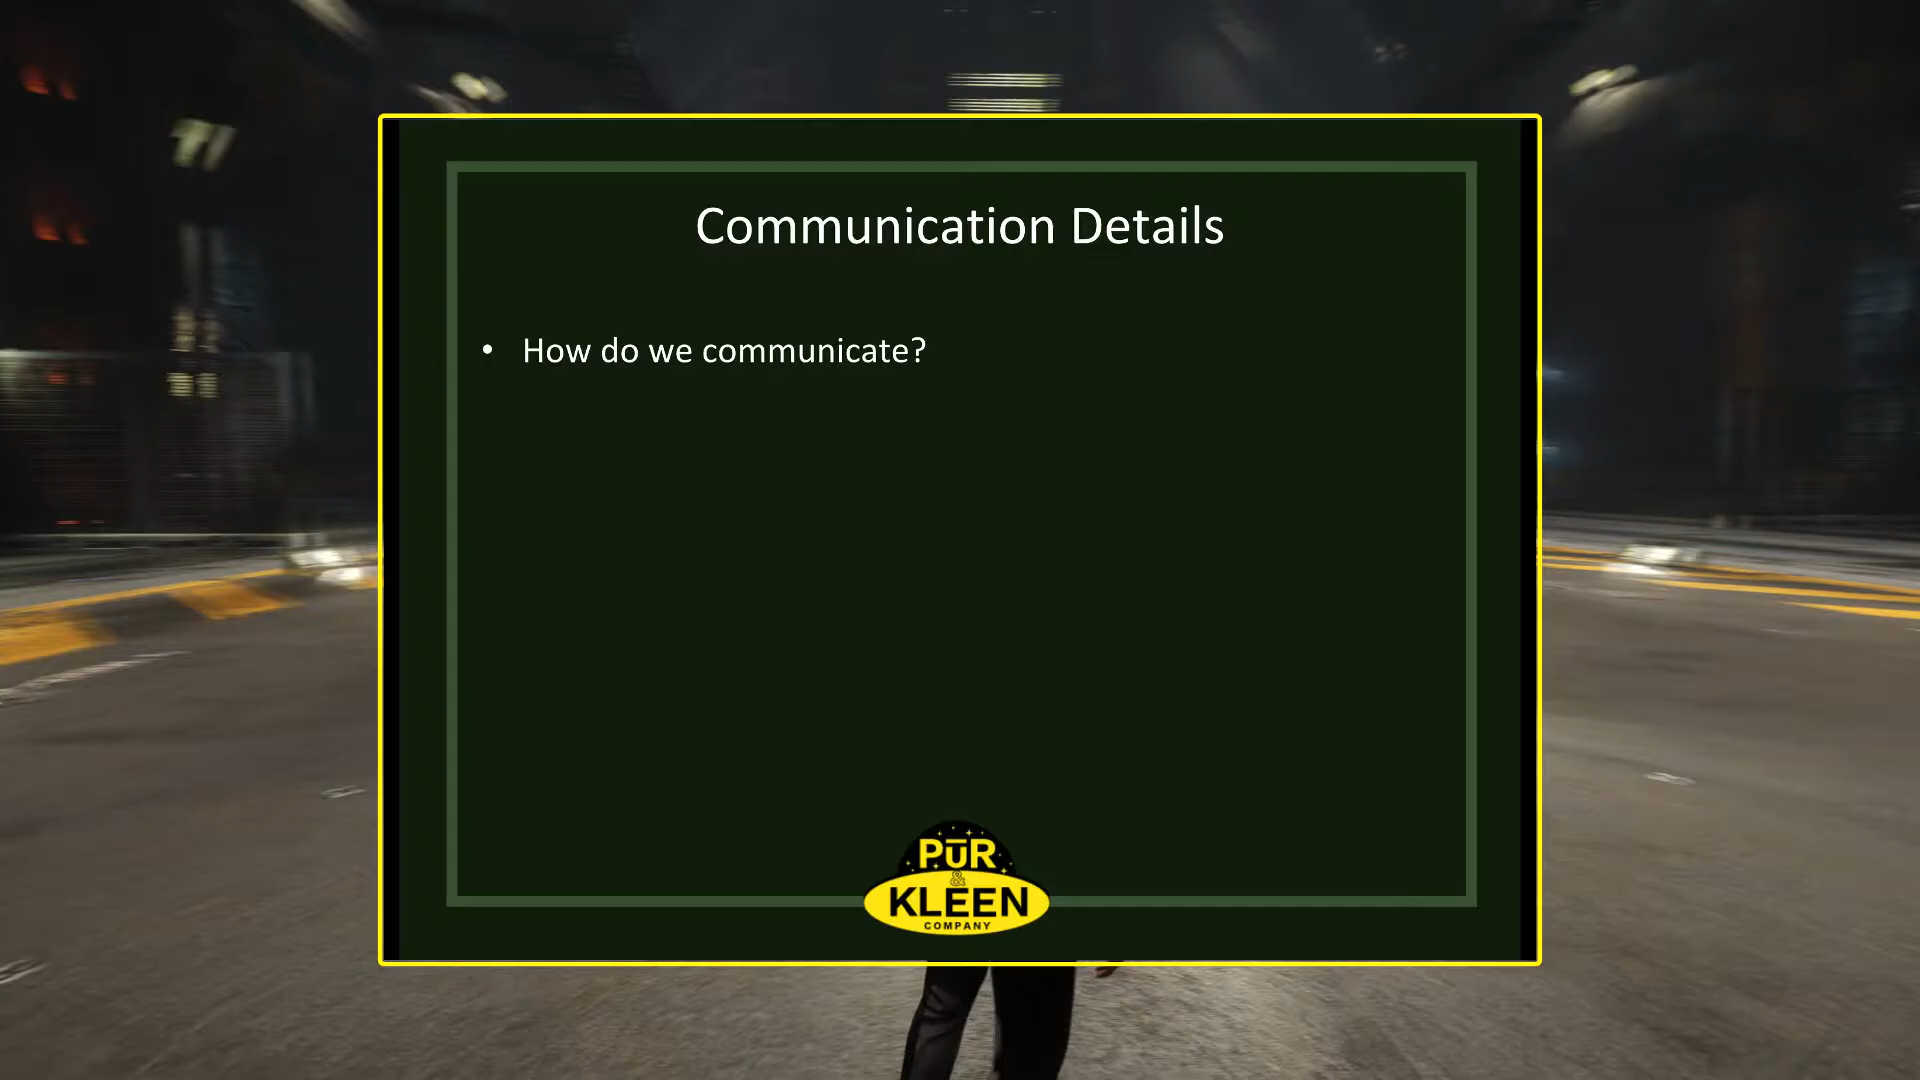 Communication Details
• How do we communicate?
PūR
&
KLEEN
COMPANY